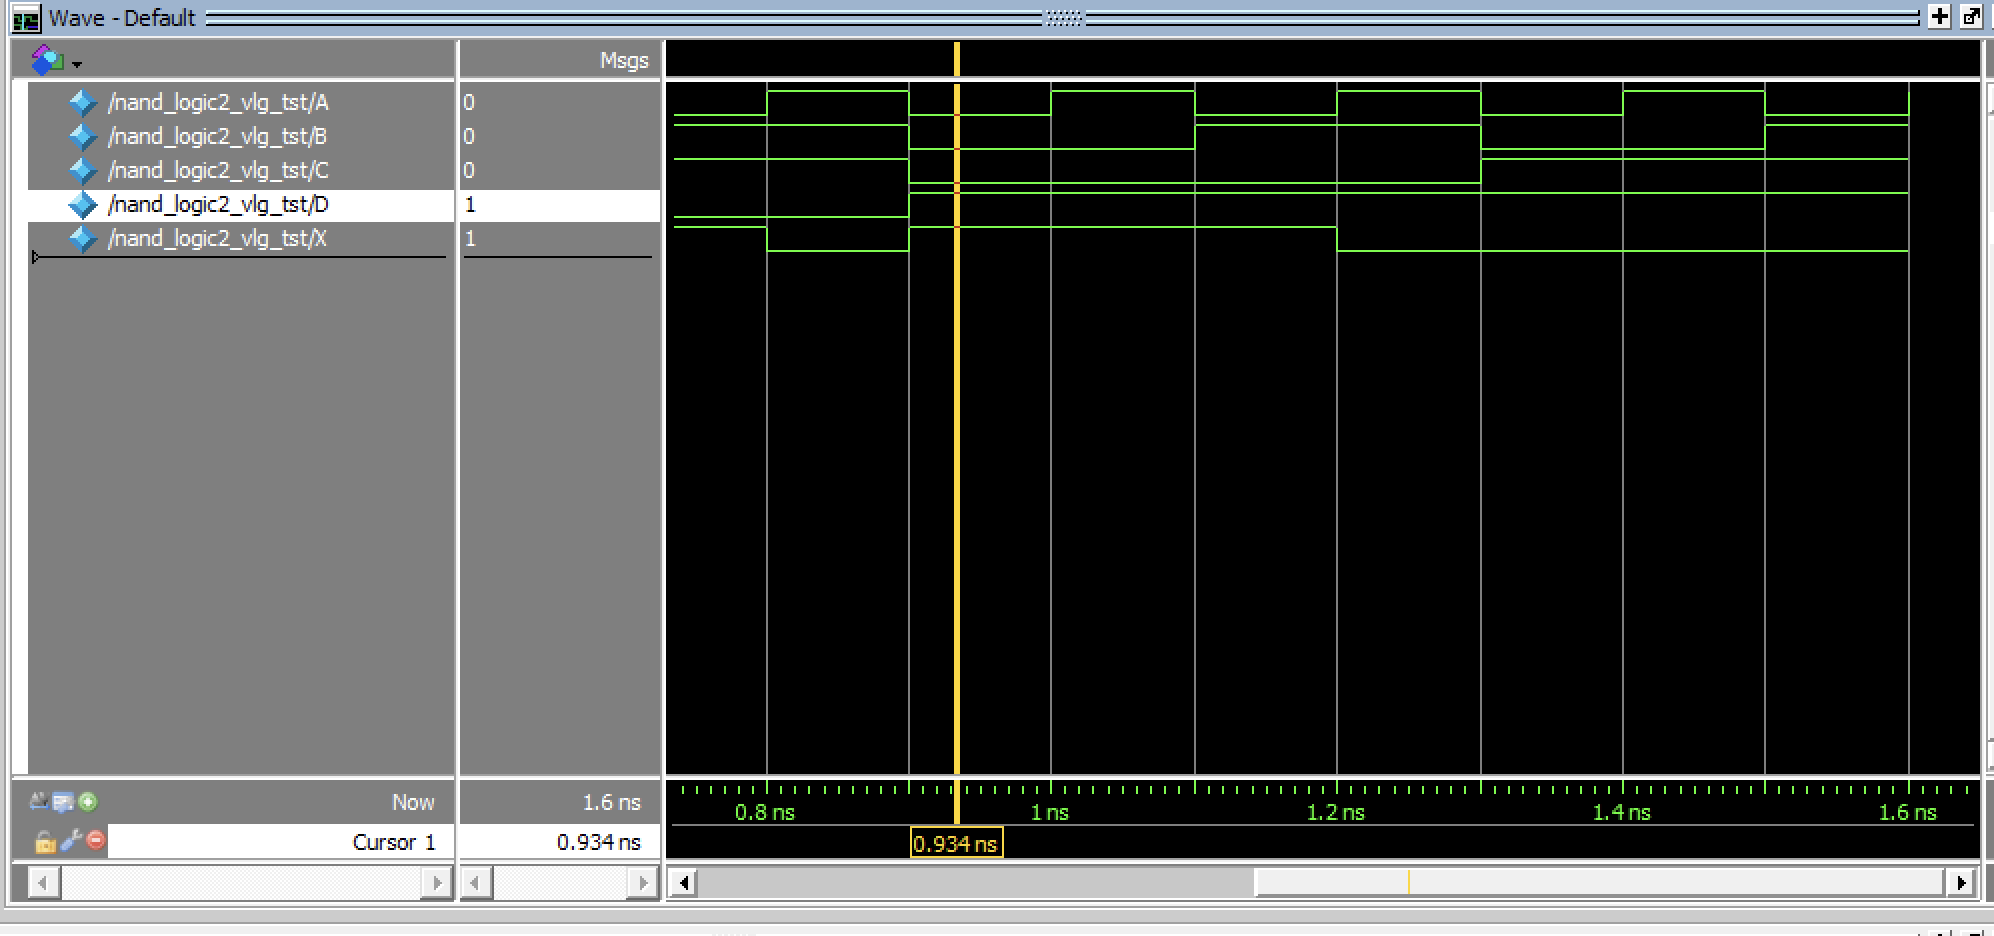 Wave - Default
Msgs
/nand_logic2_vlg_tst/A 0
/nand_logic2_vlg_tst/B 0
/nand_logic2_vlg_tst/C 0
/nand_logic2_vlg_tst/D 1
/nand_logic2_vlg_tst/X 1
Now 1.6 ns 0.8 ns 1 ns 1.2 ns 1.4 ns 1.6 ns
Cursor 1 0.934 ns 0.934 ns